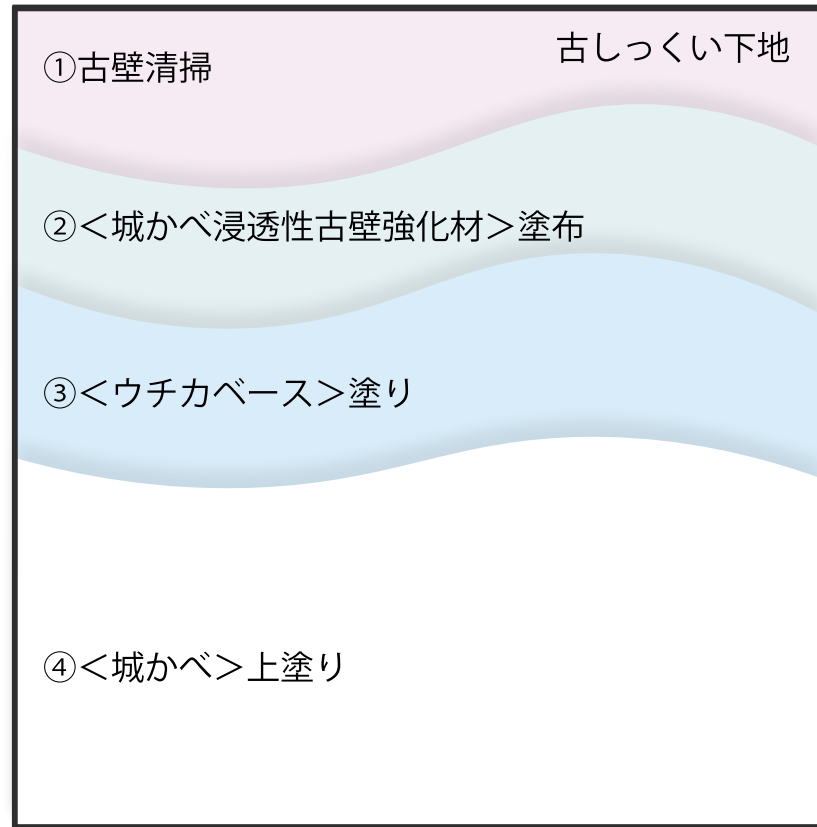 古しっくい下地
①古壁清掃
②＜城かべ浸透性古壁強化材＞塗布
③＜ウチカベース＞塗り
④＜城かべ＞上塗り